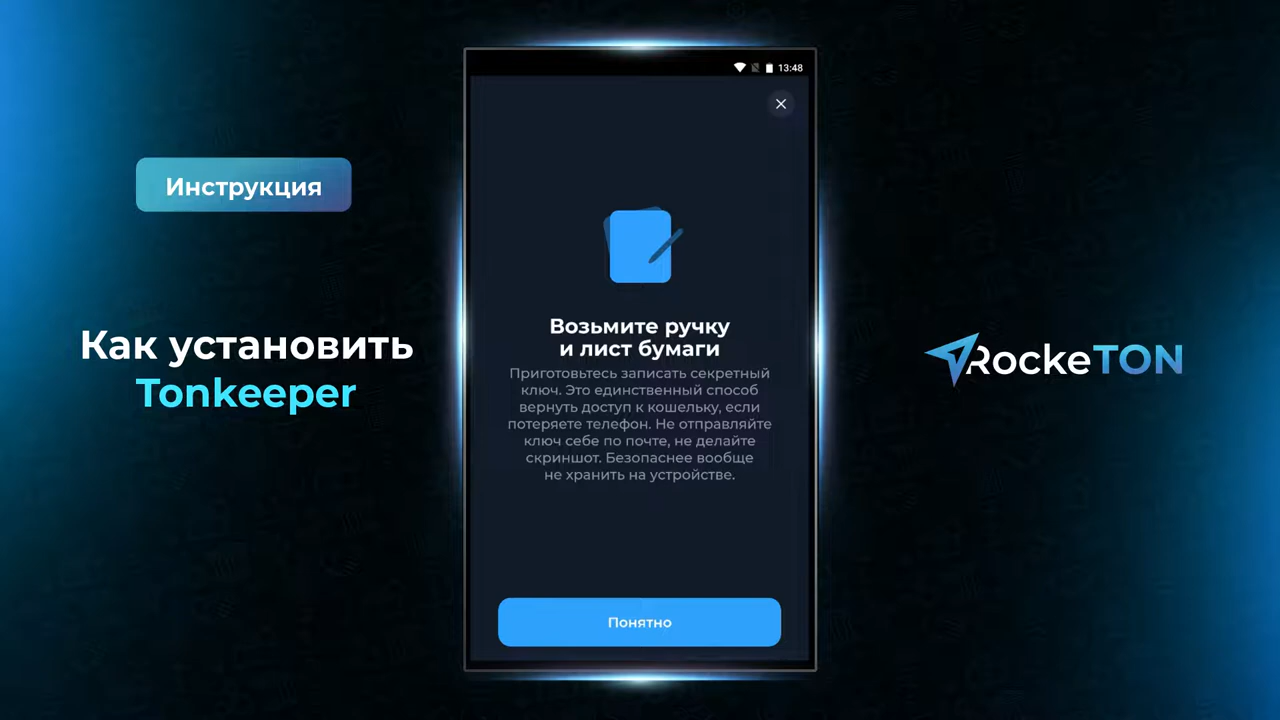 13:48
Инструкция
Как установить
Tonkeeper
Возьмите ручку
и лист бумаги
Приготовьтесь записать секретный
ключ. Это единственный способ
вернуть доступ к кошельку, если
потеряете телефон. Не отправляйте
ключ себе по почте, не делайте
скриншот. Безопаснее вообще
не хранить на устройстве.
Понятно
RockeTON